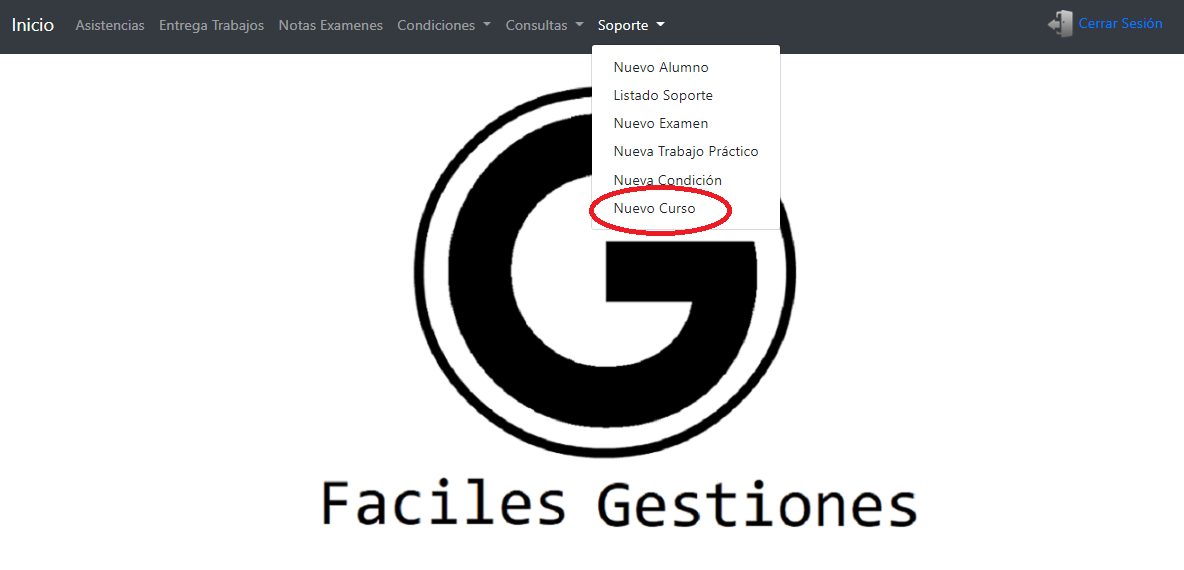 Inicio Asistencias Entrega Trabajos Notas Examenes Condiciones Consultas Soporte Cerrar Sesión
Nuevo Alumno
Listado Soporte
Nuevo Examen
Nueva Trabajo Práctico
Nueva Condición
Nuevo Curso
G
Faciles Gestiones